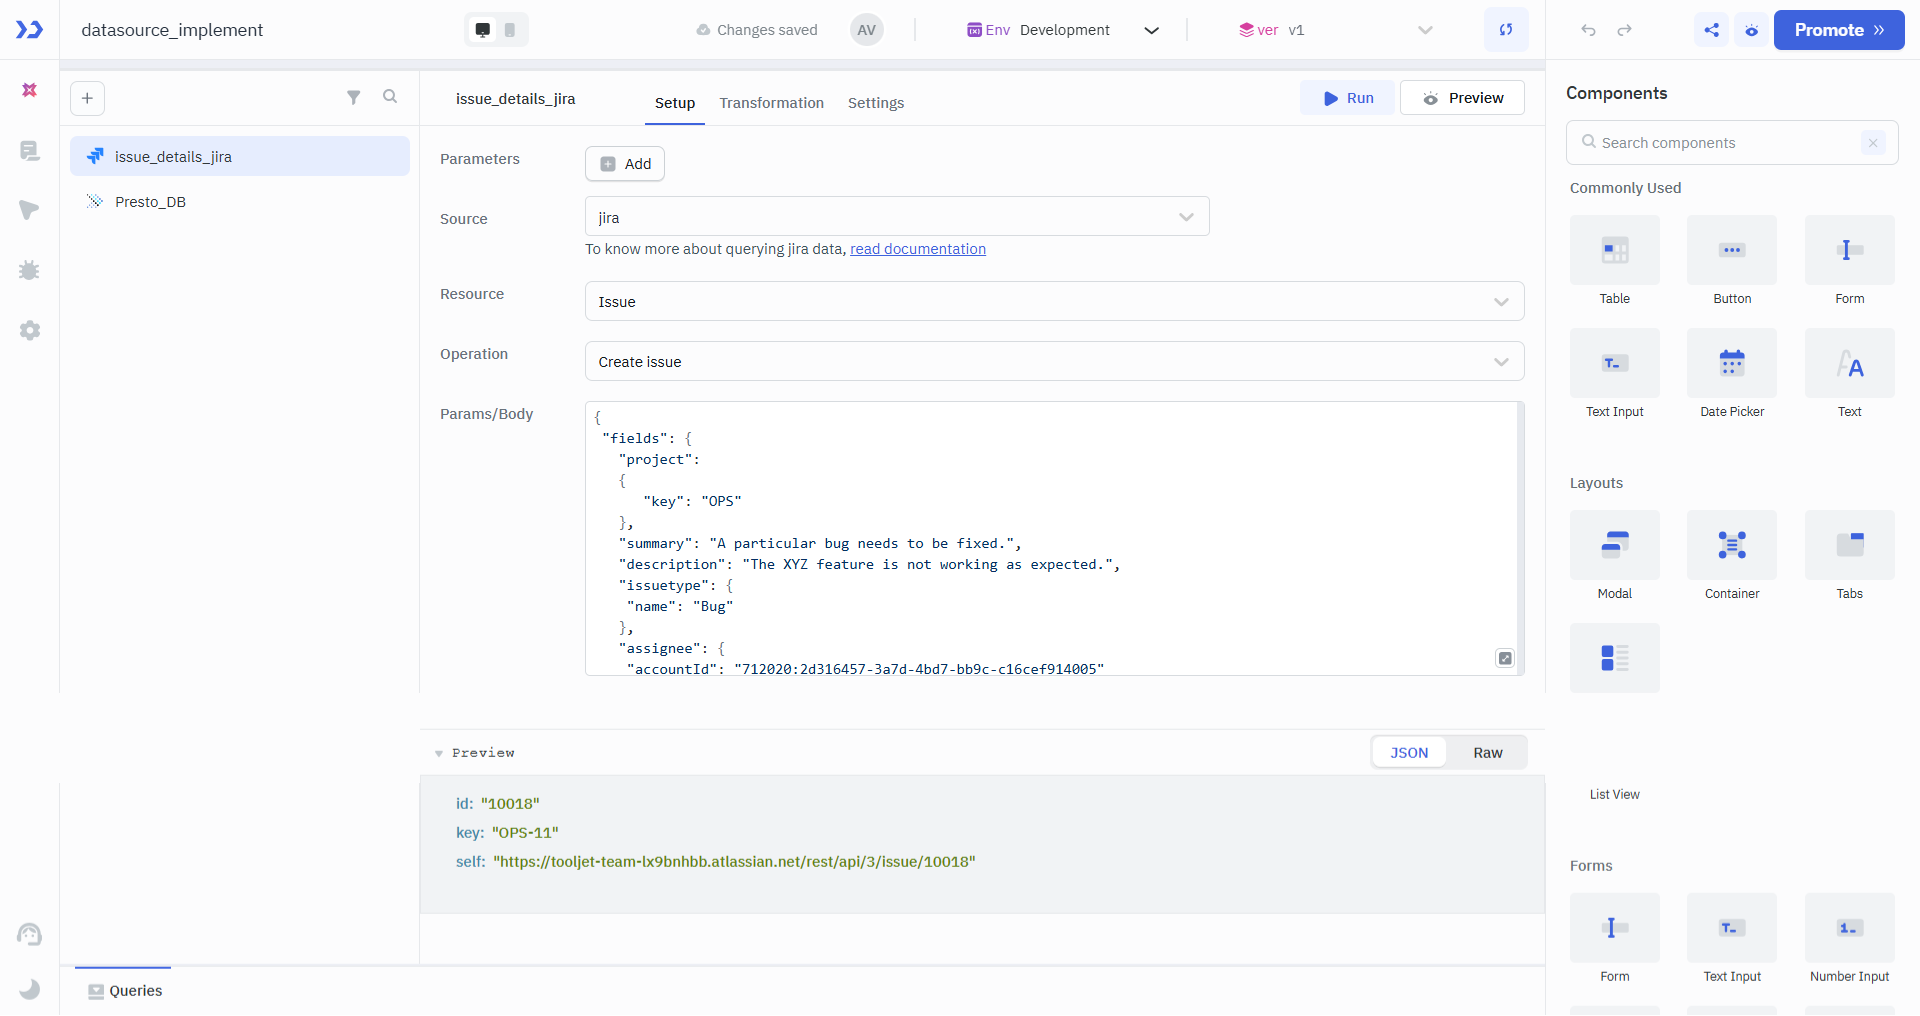 datasource_implement
Changes saved
AV
Env Development
ver v1
Promote
issue_details_jira
Setup
Transformation
Settings
Run
Preview
issue_details_jira
Presto_DB
Parameters
Add
Source
jira
To know more about querying jira data, read documentation
Resource
Issue
Operation
Create issue
Params/Body
{
"fields": {
"project":
{
"key": "OPS"
},
"summary": "A particular bug needs to be fixed.",
"description": "The XYZ feature is not working as expected.",
"issuetype": {
"name": "Bug"
},
"assignee": {
"accountId": "712020:2d316457-3a7d-4bd7-bb9c-c16cef914005"
Preview
JSON
Raw
id: "10018"
key: "OPS-11"
self: "https://tooljet-team-lx9bnhbb.atlassian.net/rest/api/3/issue/10018"
Queries
Components
Search components
Commonly Used
Table
Button
Form
Text Input
Date Picker
Text
Layouts
Modal
Container
Tabs
List View
Forms
Form
Text Input
Number Input